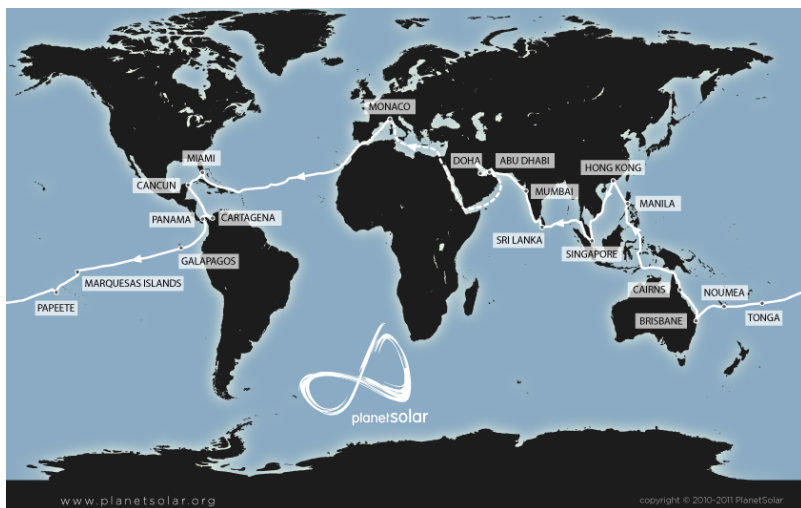 MONACO
MIAMI
DOHA
ABU DHABI
HONG KONG
CANCUN
MUMBAI
MANILA
PANAMA
CARTAGENA
SRI LANKA
SINGAPORE
GALAPAGOS
MARQUESAS ISLANDS
CAIRNS
NOUMEA
PAPEETE
BRISBANE
TONGA
planetsolar
www.planetsolar.org
copyright © 2010-2011 PlanetSolar